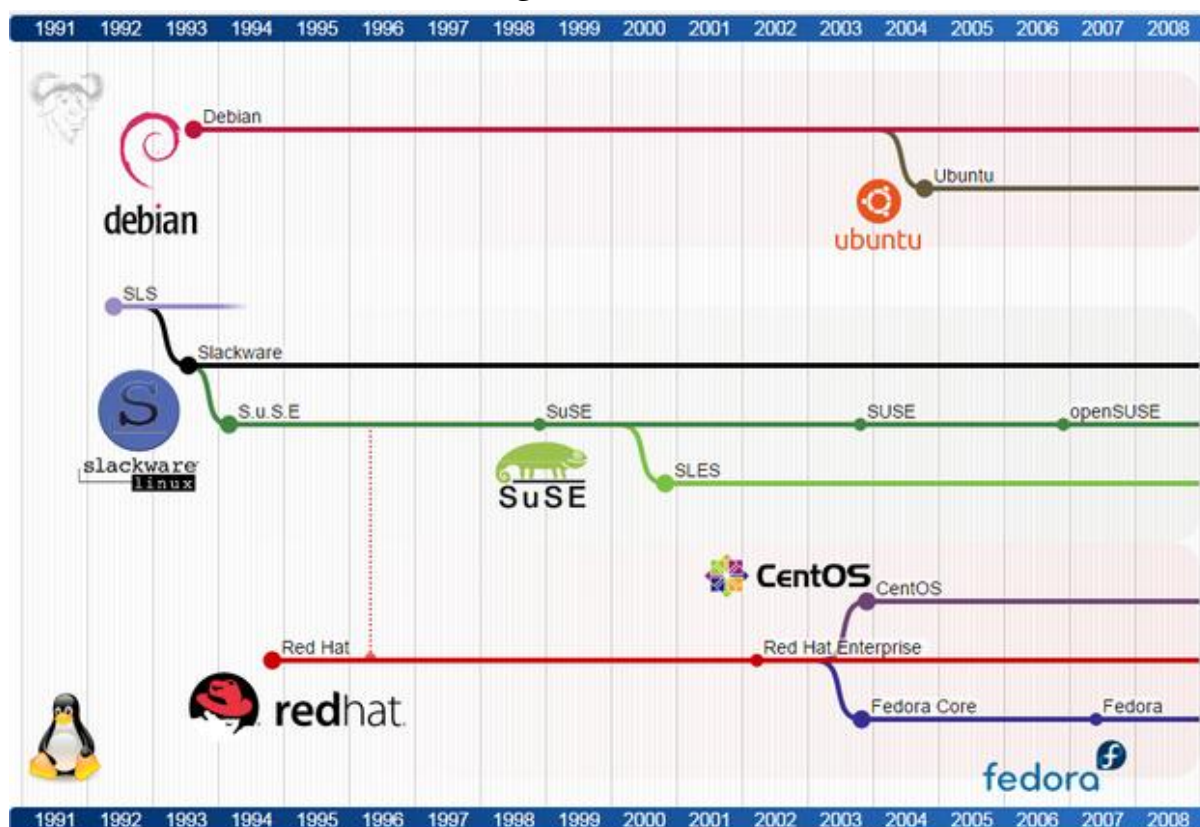 1991 1992 1993 1994 1995 1996 1997 1998 1999 2000 2001 2002 2003 2004 2005 2006 2007 2008
Debian
debian
Ubuntu
ubuntu
SLS
Slackware
S
slackware
linux
S.u.S.E
SuSE
SUSE
openSUSE
SuSE
SLES
CentOS
CentOS
Red Hat
Red Hat Enterprise
redhat.
Fedora Core
Fedora
fedora
f
1991 1992 1993 1994 1995 1996 1997 1998 1999 2000 2001 2002 2003 2004 2005 2006 2007 2008